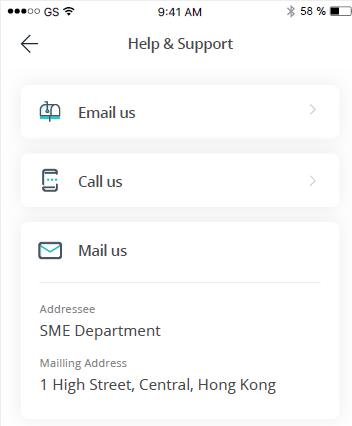 GS 9:41 AM 58 %
Help & Support
Email us
Call us
Mail us
Addressee
SME Department
Mailling Address
1 High Street, Central, Hong Kong